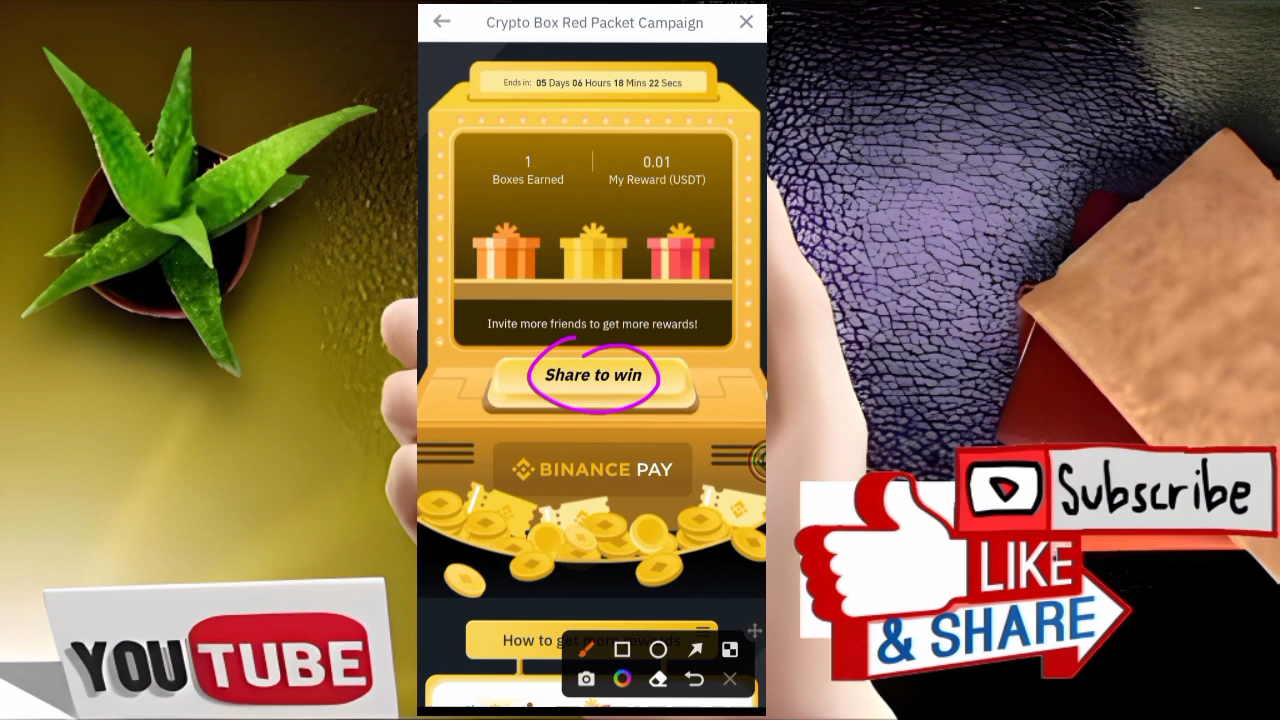 Crypto Box Red Packet Campaign
Ends in: 05 Days 06 Hours 18 Mins 22 Secs
1
Boxes Earned
0.01
My Reward (USDT)
Invite more friends to get more rewards!
Share to win
BINANCE PAY
How to get more rewards
YOUTUBE
Subscribe
LIKE
& SHARE